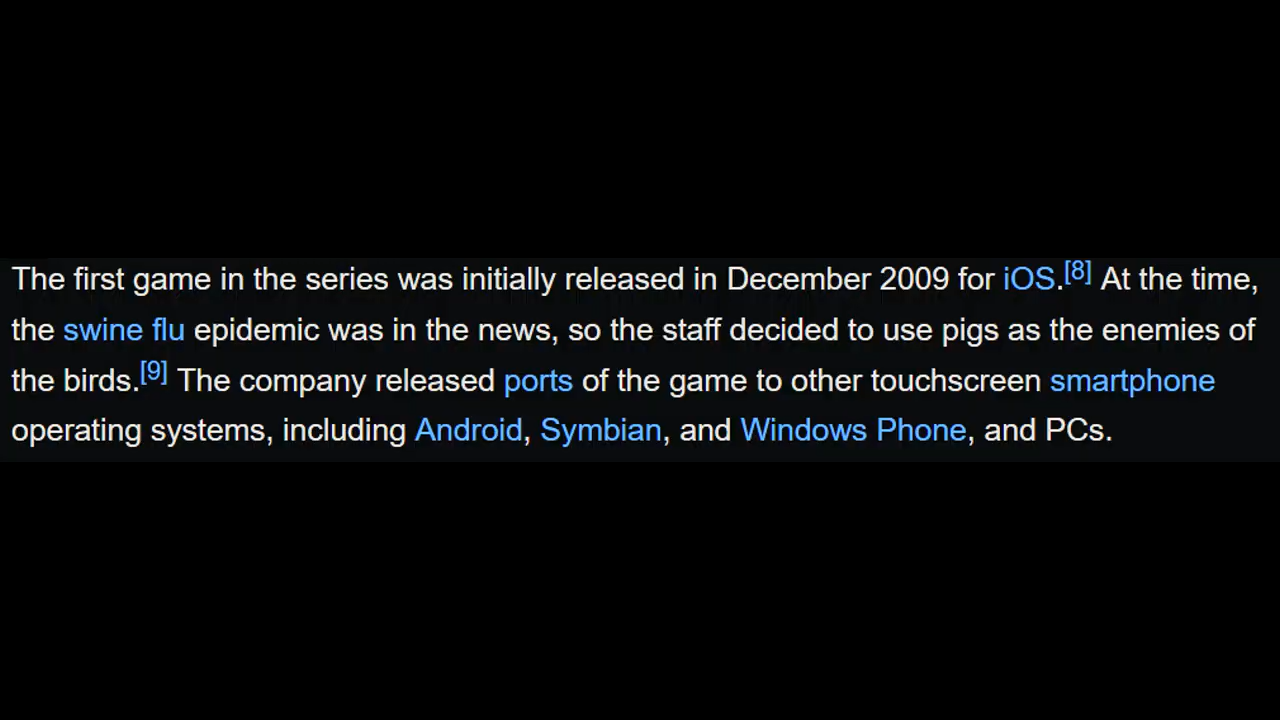 The first game in the series was initially released in December 2009 for iOS.[8] At the time,
the swine flu epidemic was in the news, so the staff decided to use pigs as the enemies of
the birds.[9] The company released ports of the game to other touchscreen smartphone
operating systems, including Android, Symbian, and Windows Phone, and PCs.